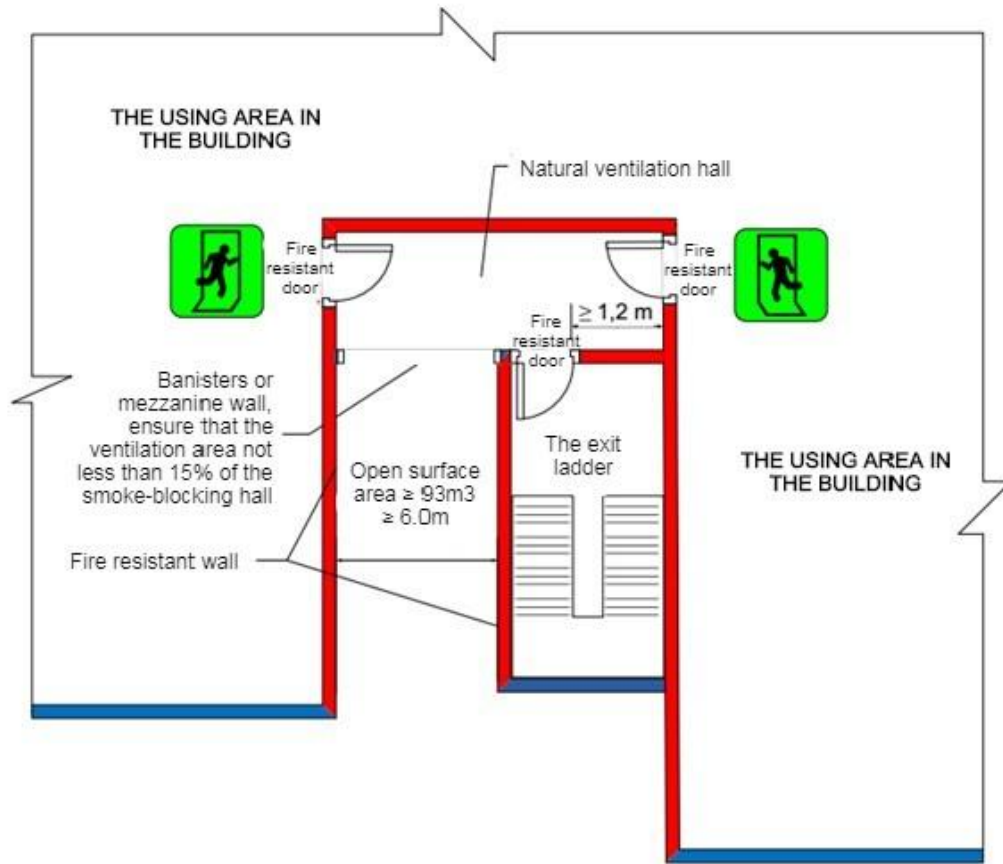 THE USING AREA IN
THE BUILDING
Natural ventilation hall
Fire
resistant
door
Fire
resistant
door
≥ 1,2 m
Fire
resistant
door
Banisters or
mezzanine wall,
ensure that the
ventilation area not
less than 15% of the
smoke-blocking hall
Open surface
area ≥ 93m3
≥ 6.0m
The exit
ladder
THE USING AREA IN
THE BUILDING
Fire resistant wall